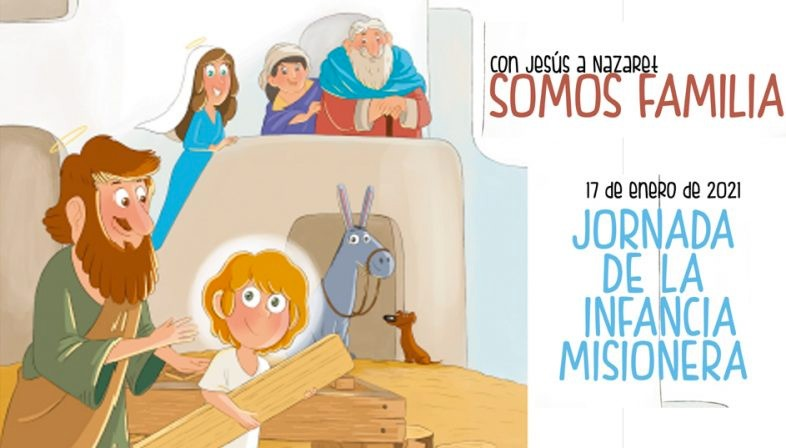 con Jesús a Nazaret
SOMOS FAMILIA
17 de enero de 2021
JORNADA
DE LA
INFANCIA
MISIONERA